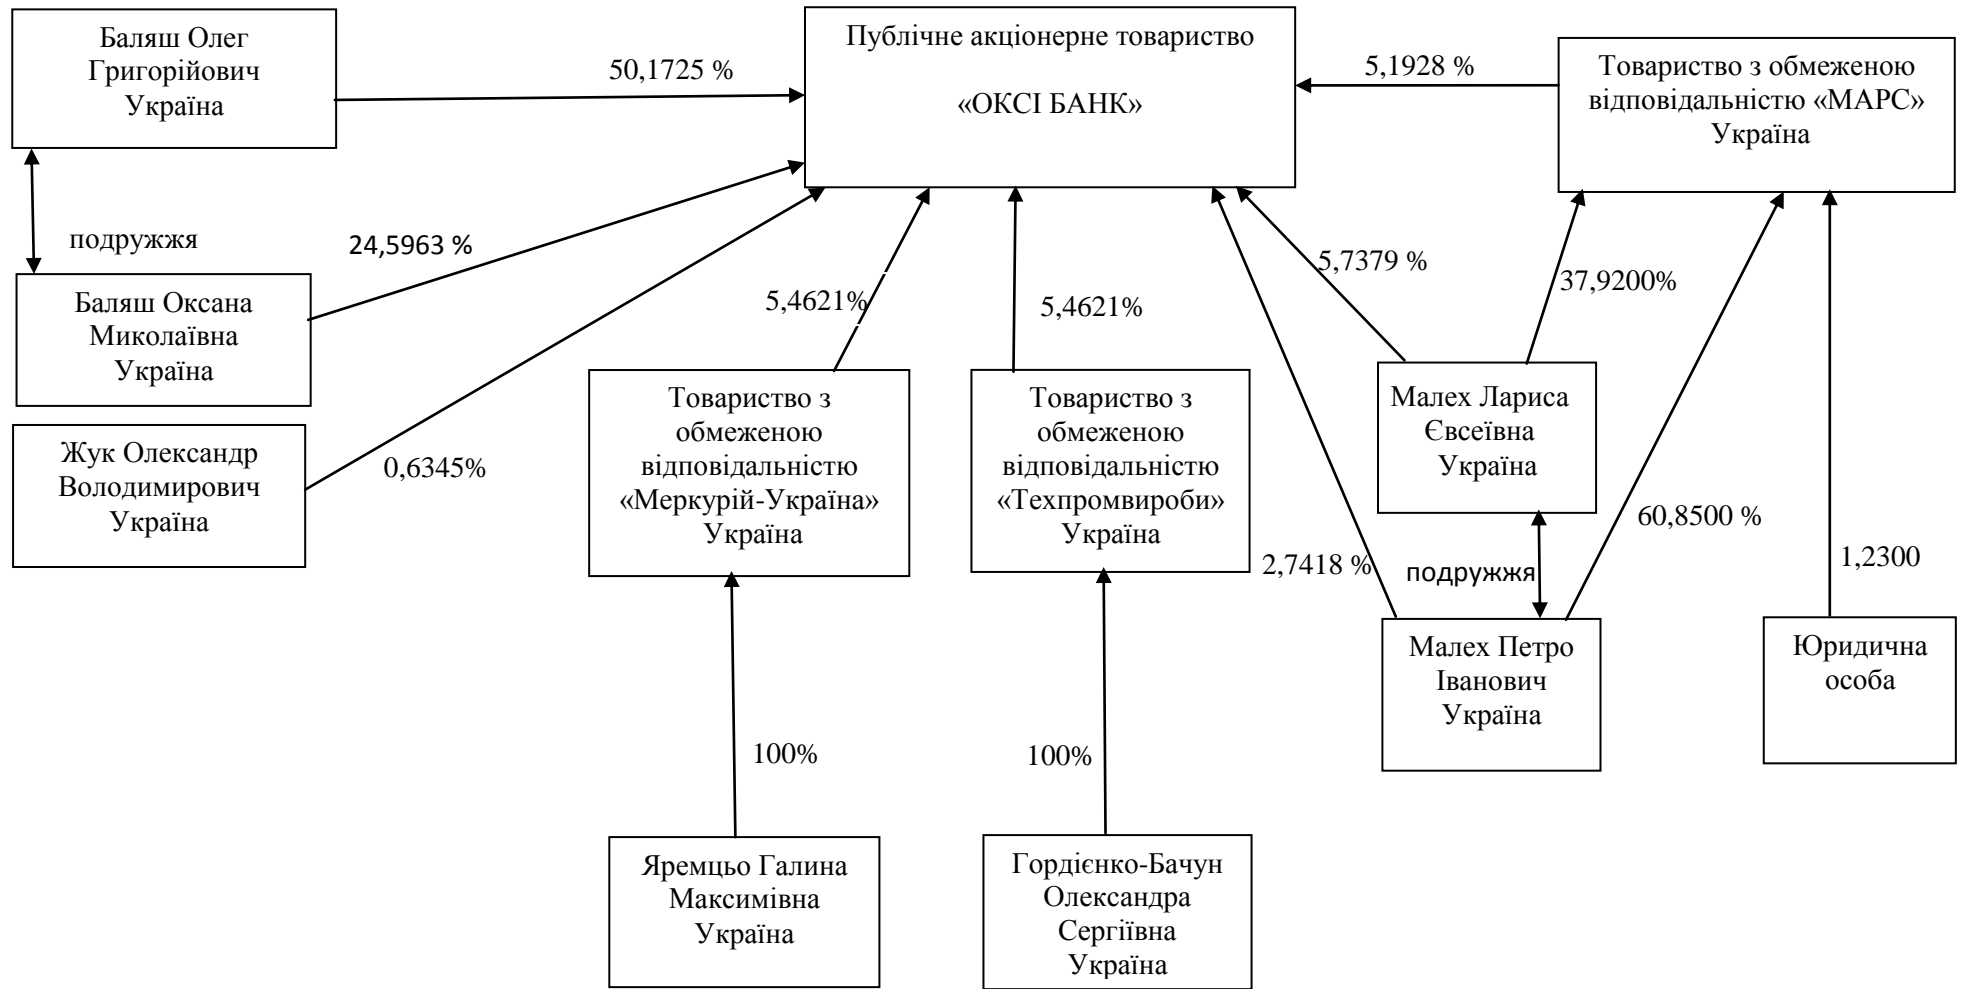 Баляш Олег
Григорійович
Україна
50,1725 %
Публічне акціонерне товариство
«ОКСІ БАНК»
5,1928 %
Товариство з обмеженою
відповідальністю «МАРС»
Україна
подружжя
24,5963 %
5,7379 %
37,9200%
5,4621%
5,4621%
Баляш Оксана
Миколаївна
Україна
Жук Олександр
Володимирович
Україна
0,6345%
Товариство з
обмеженою
відповідальністю
«Меркурій-Україна»
Україна
Товариство з
обмеженою
відповідальністю
«Техпромвироби»
Україна
Малех Лариса
Євсеївна
Україна
60,8500 %
2,7418 %
подружжя
1,2300
Малех Петро
Іванович
Україна
Юридична
особа
100%
100%
Яремцьо Галина
Максимівна
Україна
Гордієнко-Бачун
Олександра
Сергіївна
Україна